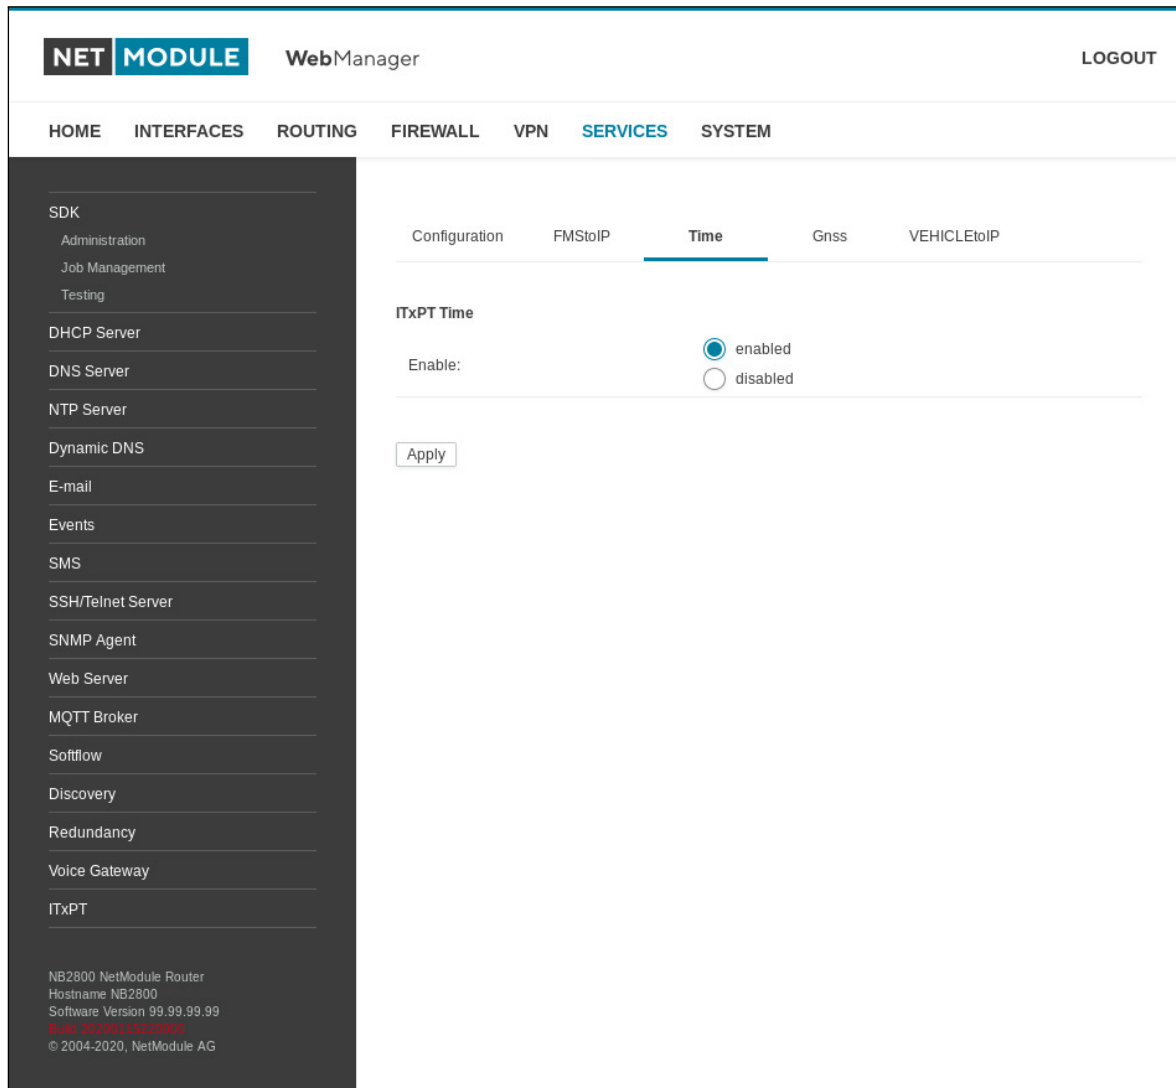 NET MODULE WebManager LOGOUT
HOME INTERFACES ROUTING FIREWALL VPN SERVICES SYSTEM
SDK
Administration
Job Management
Testing
DHCP Server
DNS Server
NTP Server
Dynamic DNS
E-mail
Events
SMS
SSH/Telnet Server
SNMP Agent
Web Server
MQTT Broker
Softflow
Discovery
Redundancy
Voice Gateway
ITxPT
NB2800 NetModule Router
Hostname NB2800
Software Version 99.99.99.99
Build
© 2004-2020, NetModule AG
Configuration FMStoIP Time Gnss VEHICLEtoIP
ITxPT Time
Enable:
enabled
disabled
Apply